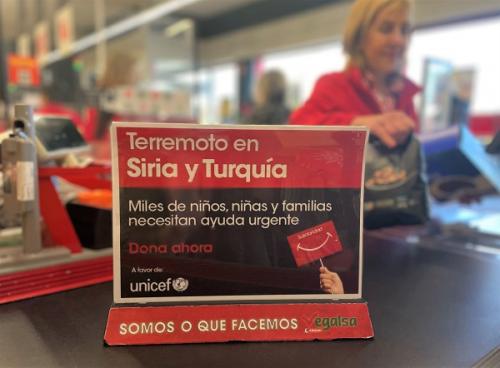 Terremoto en
Siria y Turquía
Miles de niños, niñas y familias
necesitan ayuda urgente
Dona ahora
A favor de:
unicef
SOMOS O QUE FACEMOS Vegalsa